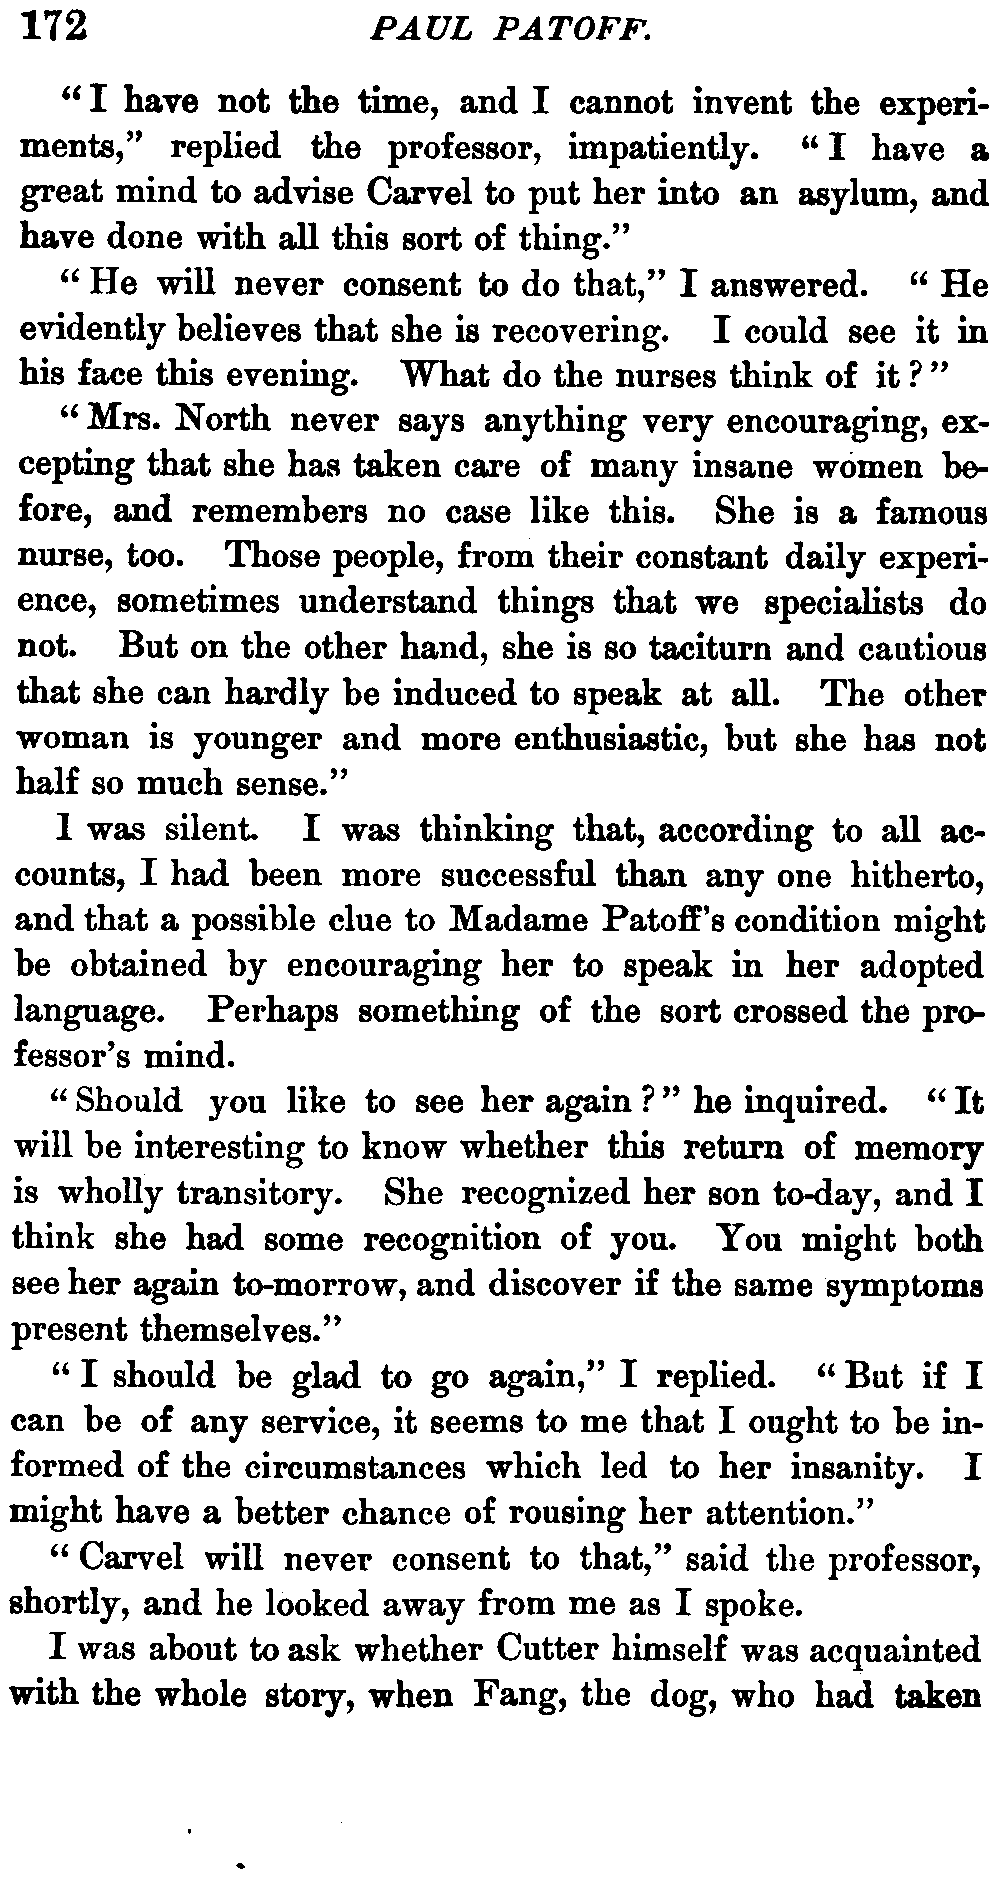 172 PAUL PATOFF.
“I have not the time, and I cannot invent the experi-
ments,” replied the professor, impatiently. “I have a
great mind to advise Carvel to put her into an asylum, and
have done with all this sort of thing.”
“He will never consent to do that,” I answered. “He
evidently believes that she is recovering. I could see it in
his face this evening. What do the nurses think of it?”
“Mrs. North never says anything very encouraging, ex-
cepting that she has taken care of many insane women be-
fore, and remembers no case like this. She is a famous
nurse, too. Those people, from their constant daily experi-
ence, sometimes understand things that we specialists do
not. But on the other hand, she is so taciturn and cautious
that she can hardly be induced to speak at all. The other
woman is younger and more enthusiastic, but she has not
half so much sense.”
I was silent. I was thinking that, according to all ac-
counts, I had been more successful than any one hitherto,
and that a possible clue to Madame Patoff’s condition might
be obtained by encouraging her to speak in her adopted
language. Perhaps something of the sort crossed the pro-
fessor’s mind.
“Should you like to see her again?” he inquired. “It
will be interesting to know whether this return of memory
is wholly transitory. She recognized her son to-day, and I
think she had some recognition of you. You might both
see her again to-morrow, and discover if the same symptoms
present themselves.”
“I should be glad to go again,” I replied. “But if I
can be of any service, it seems to me that I ought to be in-
formed of the circumstances which led to her insanity. I
might have a better chance of rousing her attention.”
“Carvel will never consent to that,” said the professor,
shortly, and he looked away from me as I spoke.
I was about to ask whether Cutter himself was acquainted
with the whole story, when Fang, the dog, who had taken